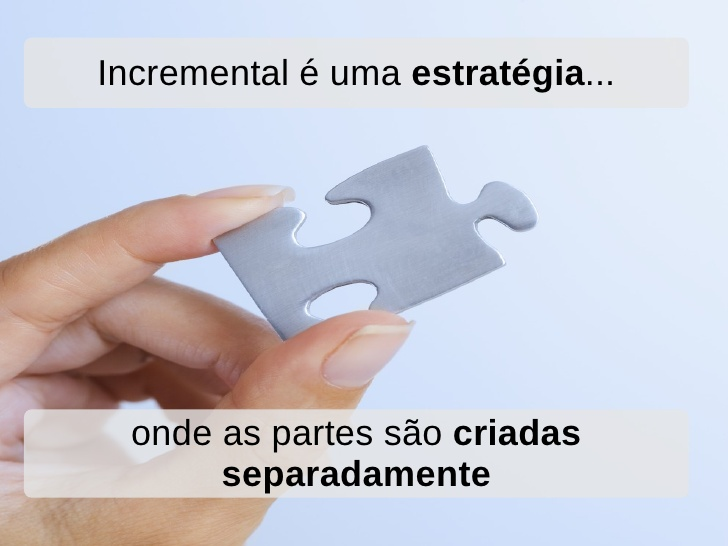 Incremental é uma estratégia...
onde as partes são criadas
separadamente